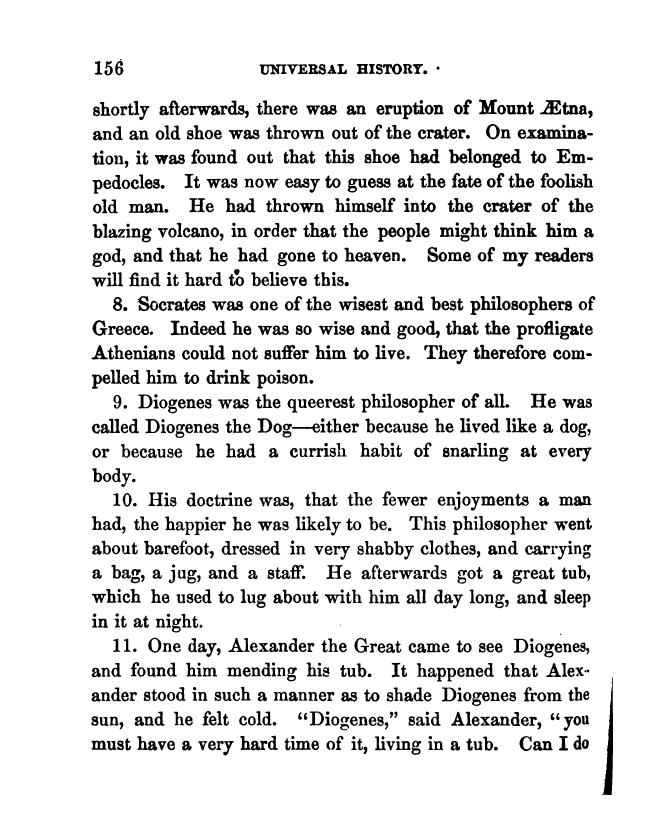 156 UNIVERSAL HISTORY.
shortly afterwards, there was an eruption of Mount Ætna,
and an old shoe was thrown out of the crater. On examina-
tion, it was found out that this shoe had belonged to Em-
pedocles. It was now easy to guess at the fate of the foolish
old man. He had thrown himself into the crater of the
blazing volcano, in order that the people might think him a
god, and that he had gone to heaven. Some of my readers
will find it hard to believe this.
8. Socrates was one of the wisest and best philosophers of
Greece. Indeed he was so wise and good, that the profligate
Athenians could not suffer him to live. They therefore com-
pelled him to drink poison.
9. Diogenes was the queerest philosopher of all. He was
called Diogenes the Dog—either because he lived like a dog,
or because he had a currish habit of snarling at every
body.
10. His doctrine was, that the fewer enjoyments a man
had, the happier he was likely to be. This philosopher went
about barefoot, dressed in very shabby clothes, and carrying
a bag, a jug, and a staff. He afterwards got a great tub,
which he used to lug about with him all day long, and sleep
in it at night.
11. One day, Alexander the Great came to see Diogenes,
and found him mending his tub. It happened that Alex-
ander stood in such a manner as to shade Diogenes from the
sun, and he felt cold. “Diogenes,” said Alexander, “you
must have a very hard time of it, living in a tub. Can I do